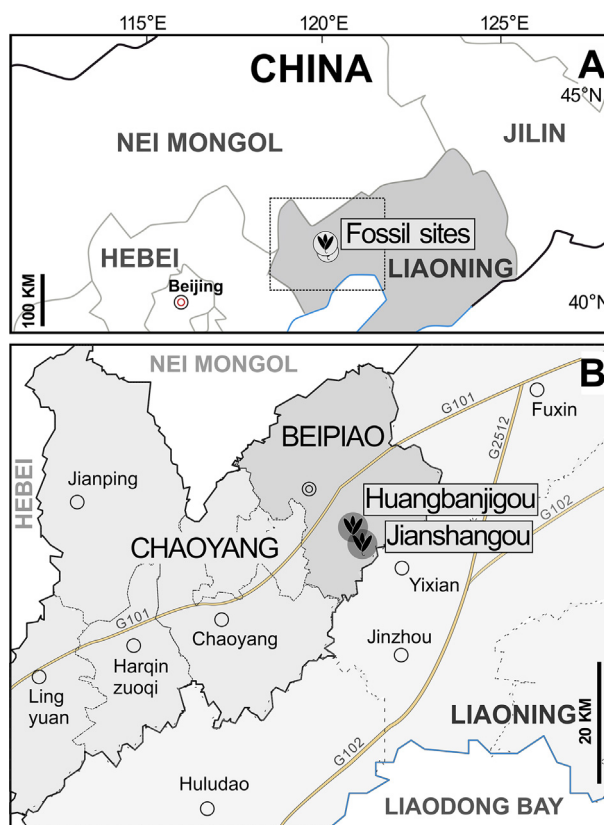 115°E
120°E
125°E
CHINA
A
45°N
NEI MONGOL
JILIN
Fossil sites
HEBEI
LIAONING
Beijing
100 KM
40°N
NEI MONGOL
B
G101
Fuxin
BEIPIAO
G2512
HEBEI
Jianping
Huangbanjigou
G102
Jianshangou
CHAOYANG
Yixian
G101
Chaoyang
Jinzhou
Harqin
zuoqi
Ling
yuan
LIAONING
20 KM
G102
Huludao
LIAODONG BAY